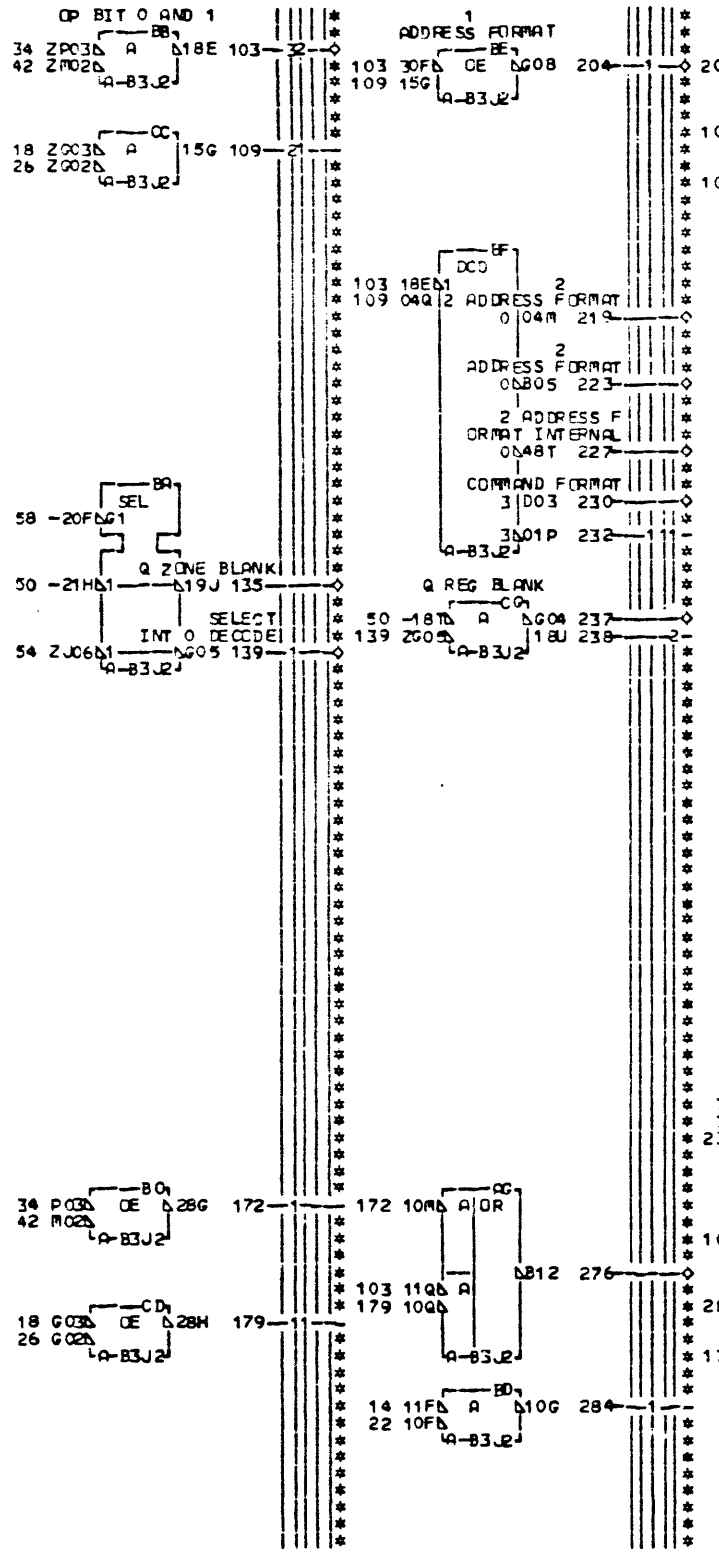 OP BIT 0 AND 1
BB
34 ZP03 A 18E 103 32
42 ZM02
A-B3J2
CC
18 ZG03 A 15G 109 21
26 ZG02
A-B3J2
BA
SEL
58 -20F G1
Q ZONE BLANK
50 -21H 1 19J 135
SELECT
INT O DECODE
54 ZJ06 1 G05 139 1
A-B3J2
BO
34 P03 OE 28G 172 1
42 M02
A-B3J2
CD
18 G03 OE 28H 179 11
26 G02
A-B3J2
1
ADDRESS FORMAT
BE
103 30F OE G08 204 1
109 15G
A-B3J2
BF
DCD
103 18E 1 2
109 04Q 2 ADDRESS FORMAT
0 04M 219
2
ADDRESS FORMAT
0 B05 223
2 ADDRESS F
ORMAT INTERNAL
0 48T 227
COMMAND FORMAT
3 D03 230
3 01P 232 111
A-B3J2
Q REG BLANK
CG
50 -18T A G04 237
139 ZG05 18U 238 2
A-B3J2
AG
172 10M A OR
B12 276
103 11Q A
179 10Q
A-B3J2
BD
14 11F A 10G 284 1
22 10F
A-B3J2
20
10
10